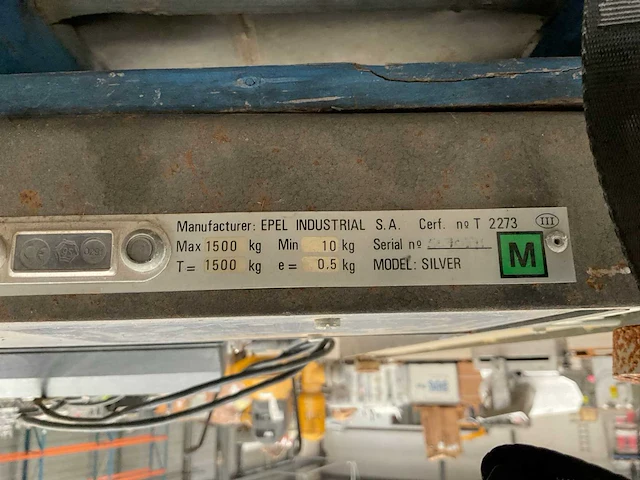 Manufacturer: EPEL INDUSTRIAL S.A. Cerf. nº T 2273 III
Max 1500 kg Min 10 kg Serial nº
T= 1500 kg e= 0.5 kg MODEL: SILVER
M